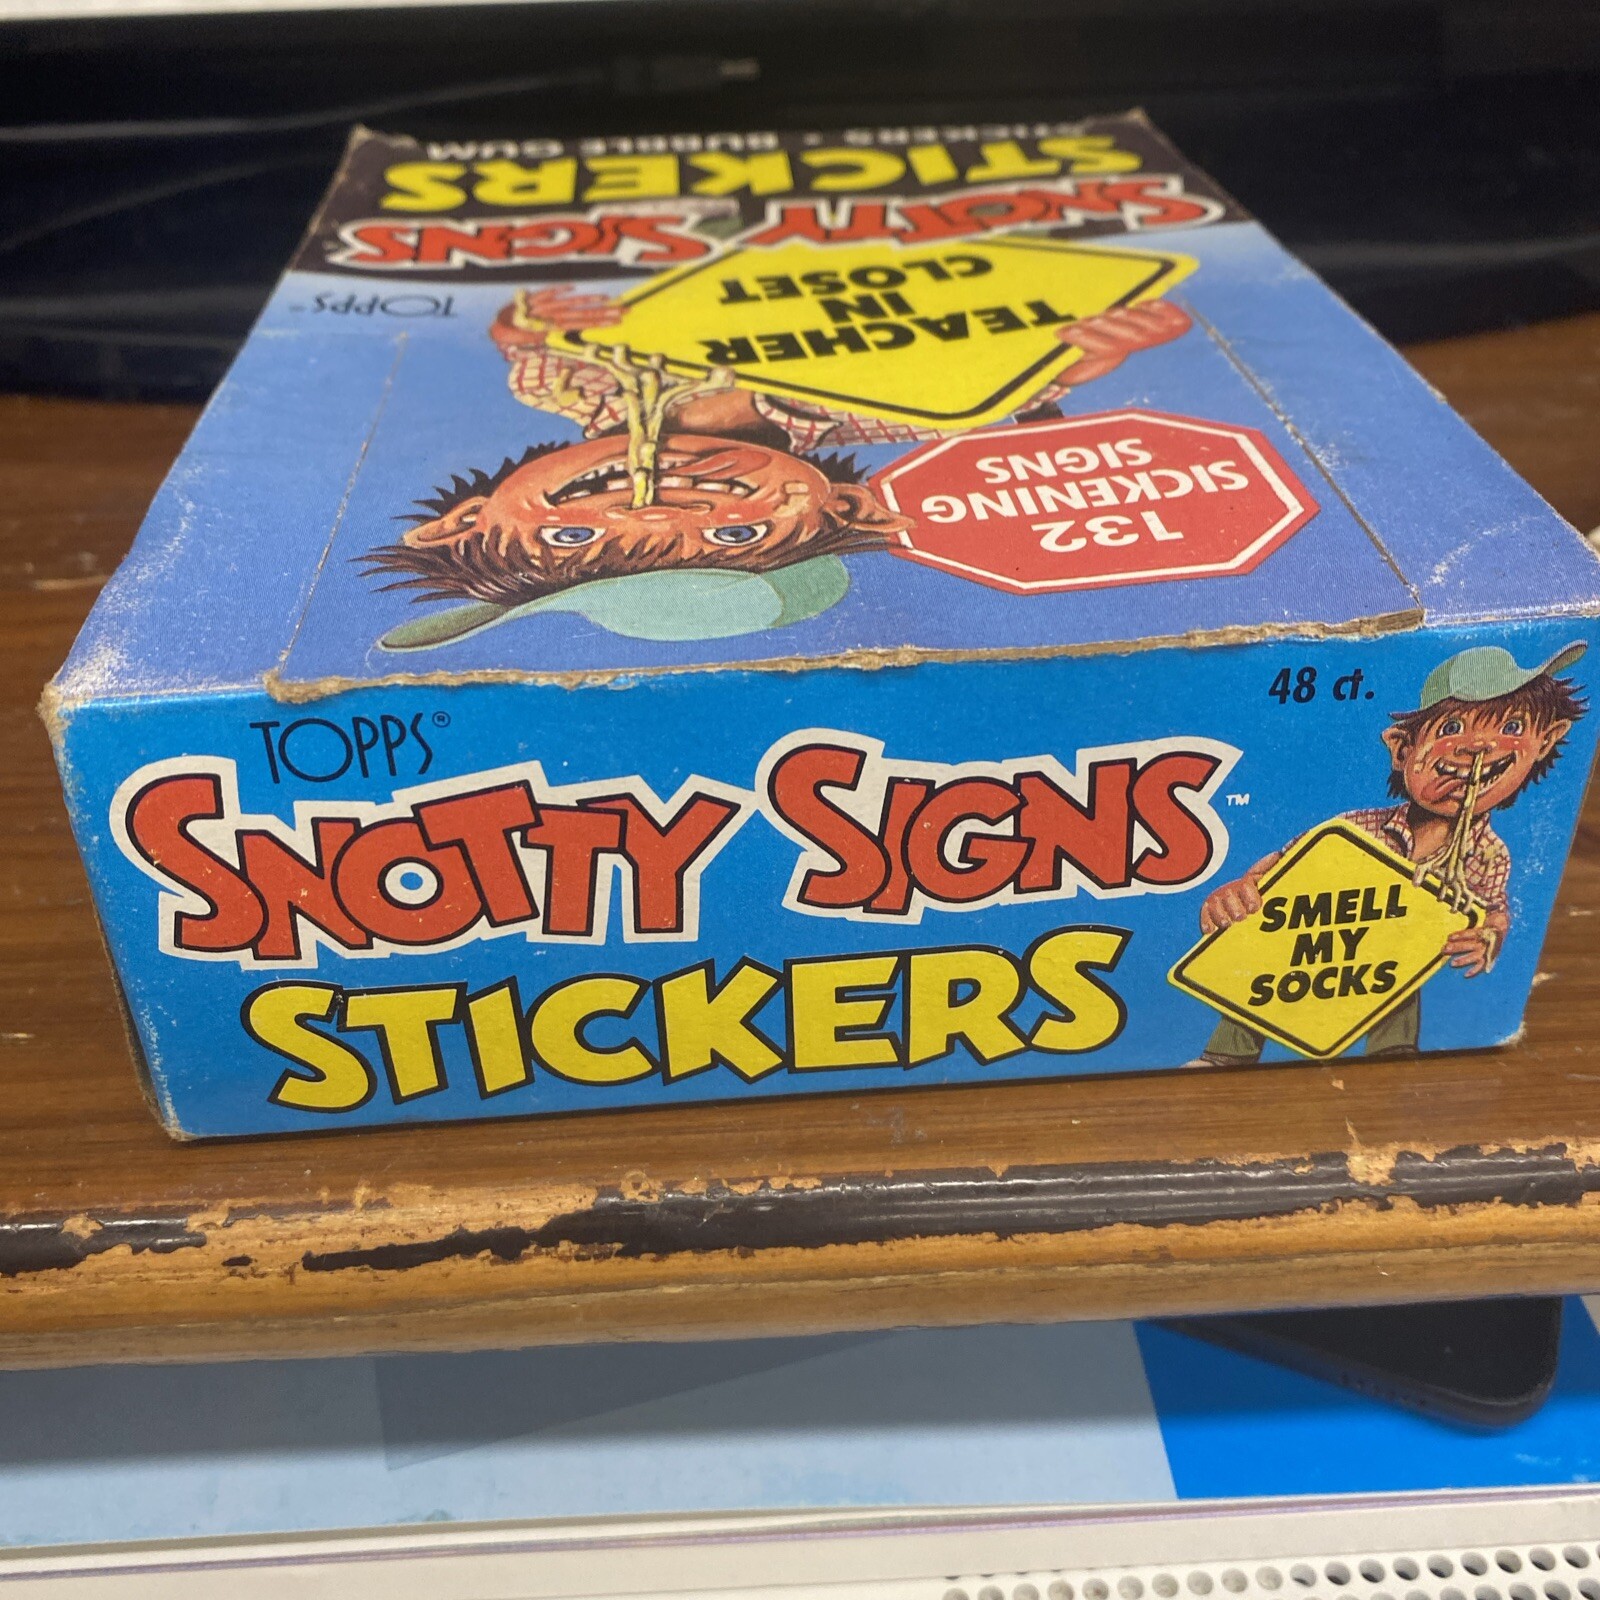 STICKERS • BUBBLE GUM
STICKERS
SNOTTY SIGNS
TOPPS
TEACHER
IN
CLOSET
132
SICKENING
SIGNS
TOPPS®
48 ct.
SNOTTY SIGNS™
STICKERS
SMELL
MY
SOCKS